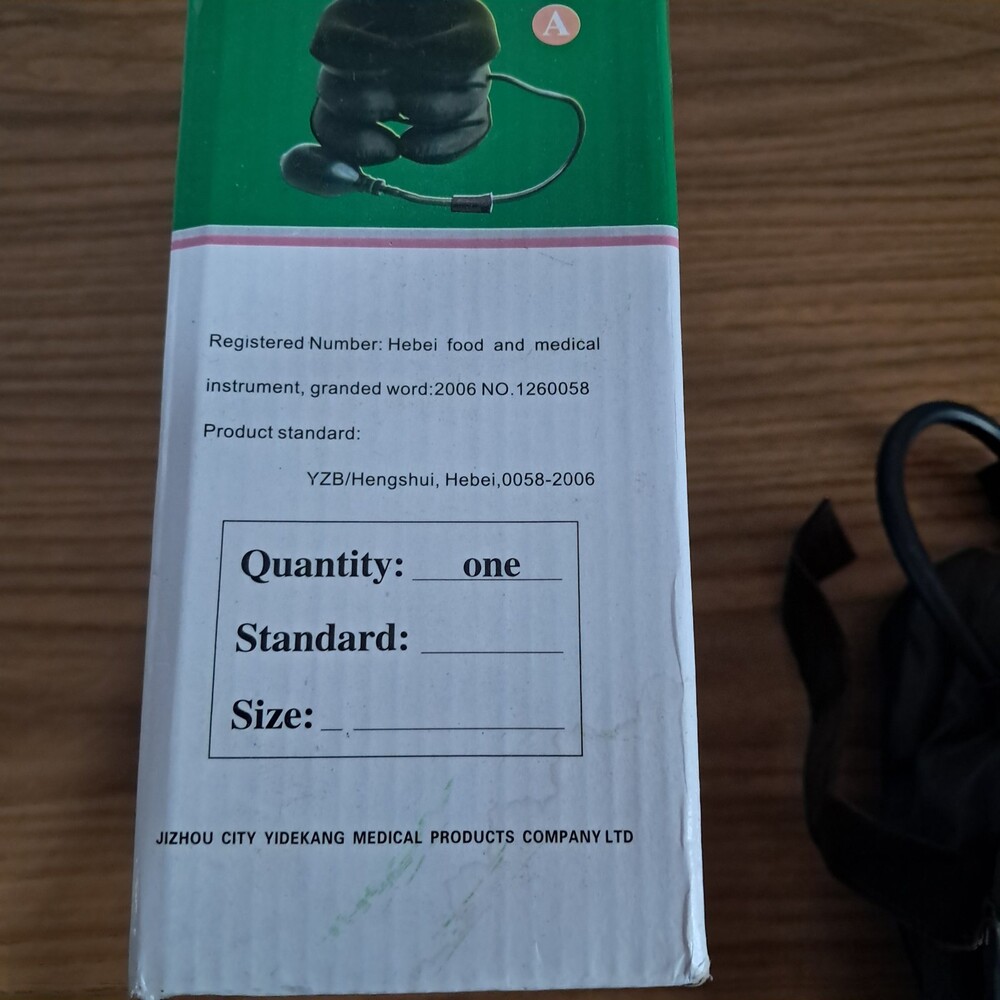 A
Registered Number: Hebei food and medical
instrument, granded word:2006 NO.1260058
Product standard:
YZB/Hengshui, Hebei,0058-2006
Quantity: one
Standard:
Size:
JIZHOU CITY YIDEKANG MEDICAL PRODUCTS COMPANY LTD